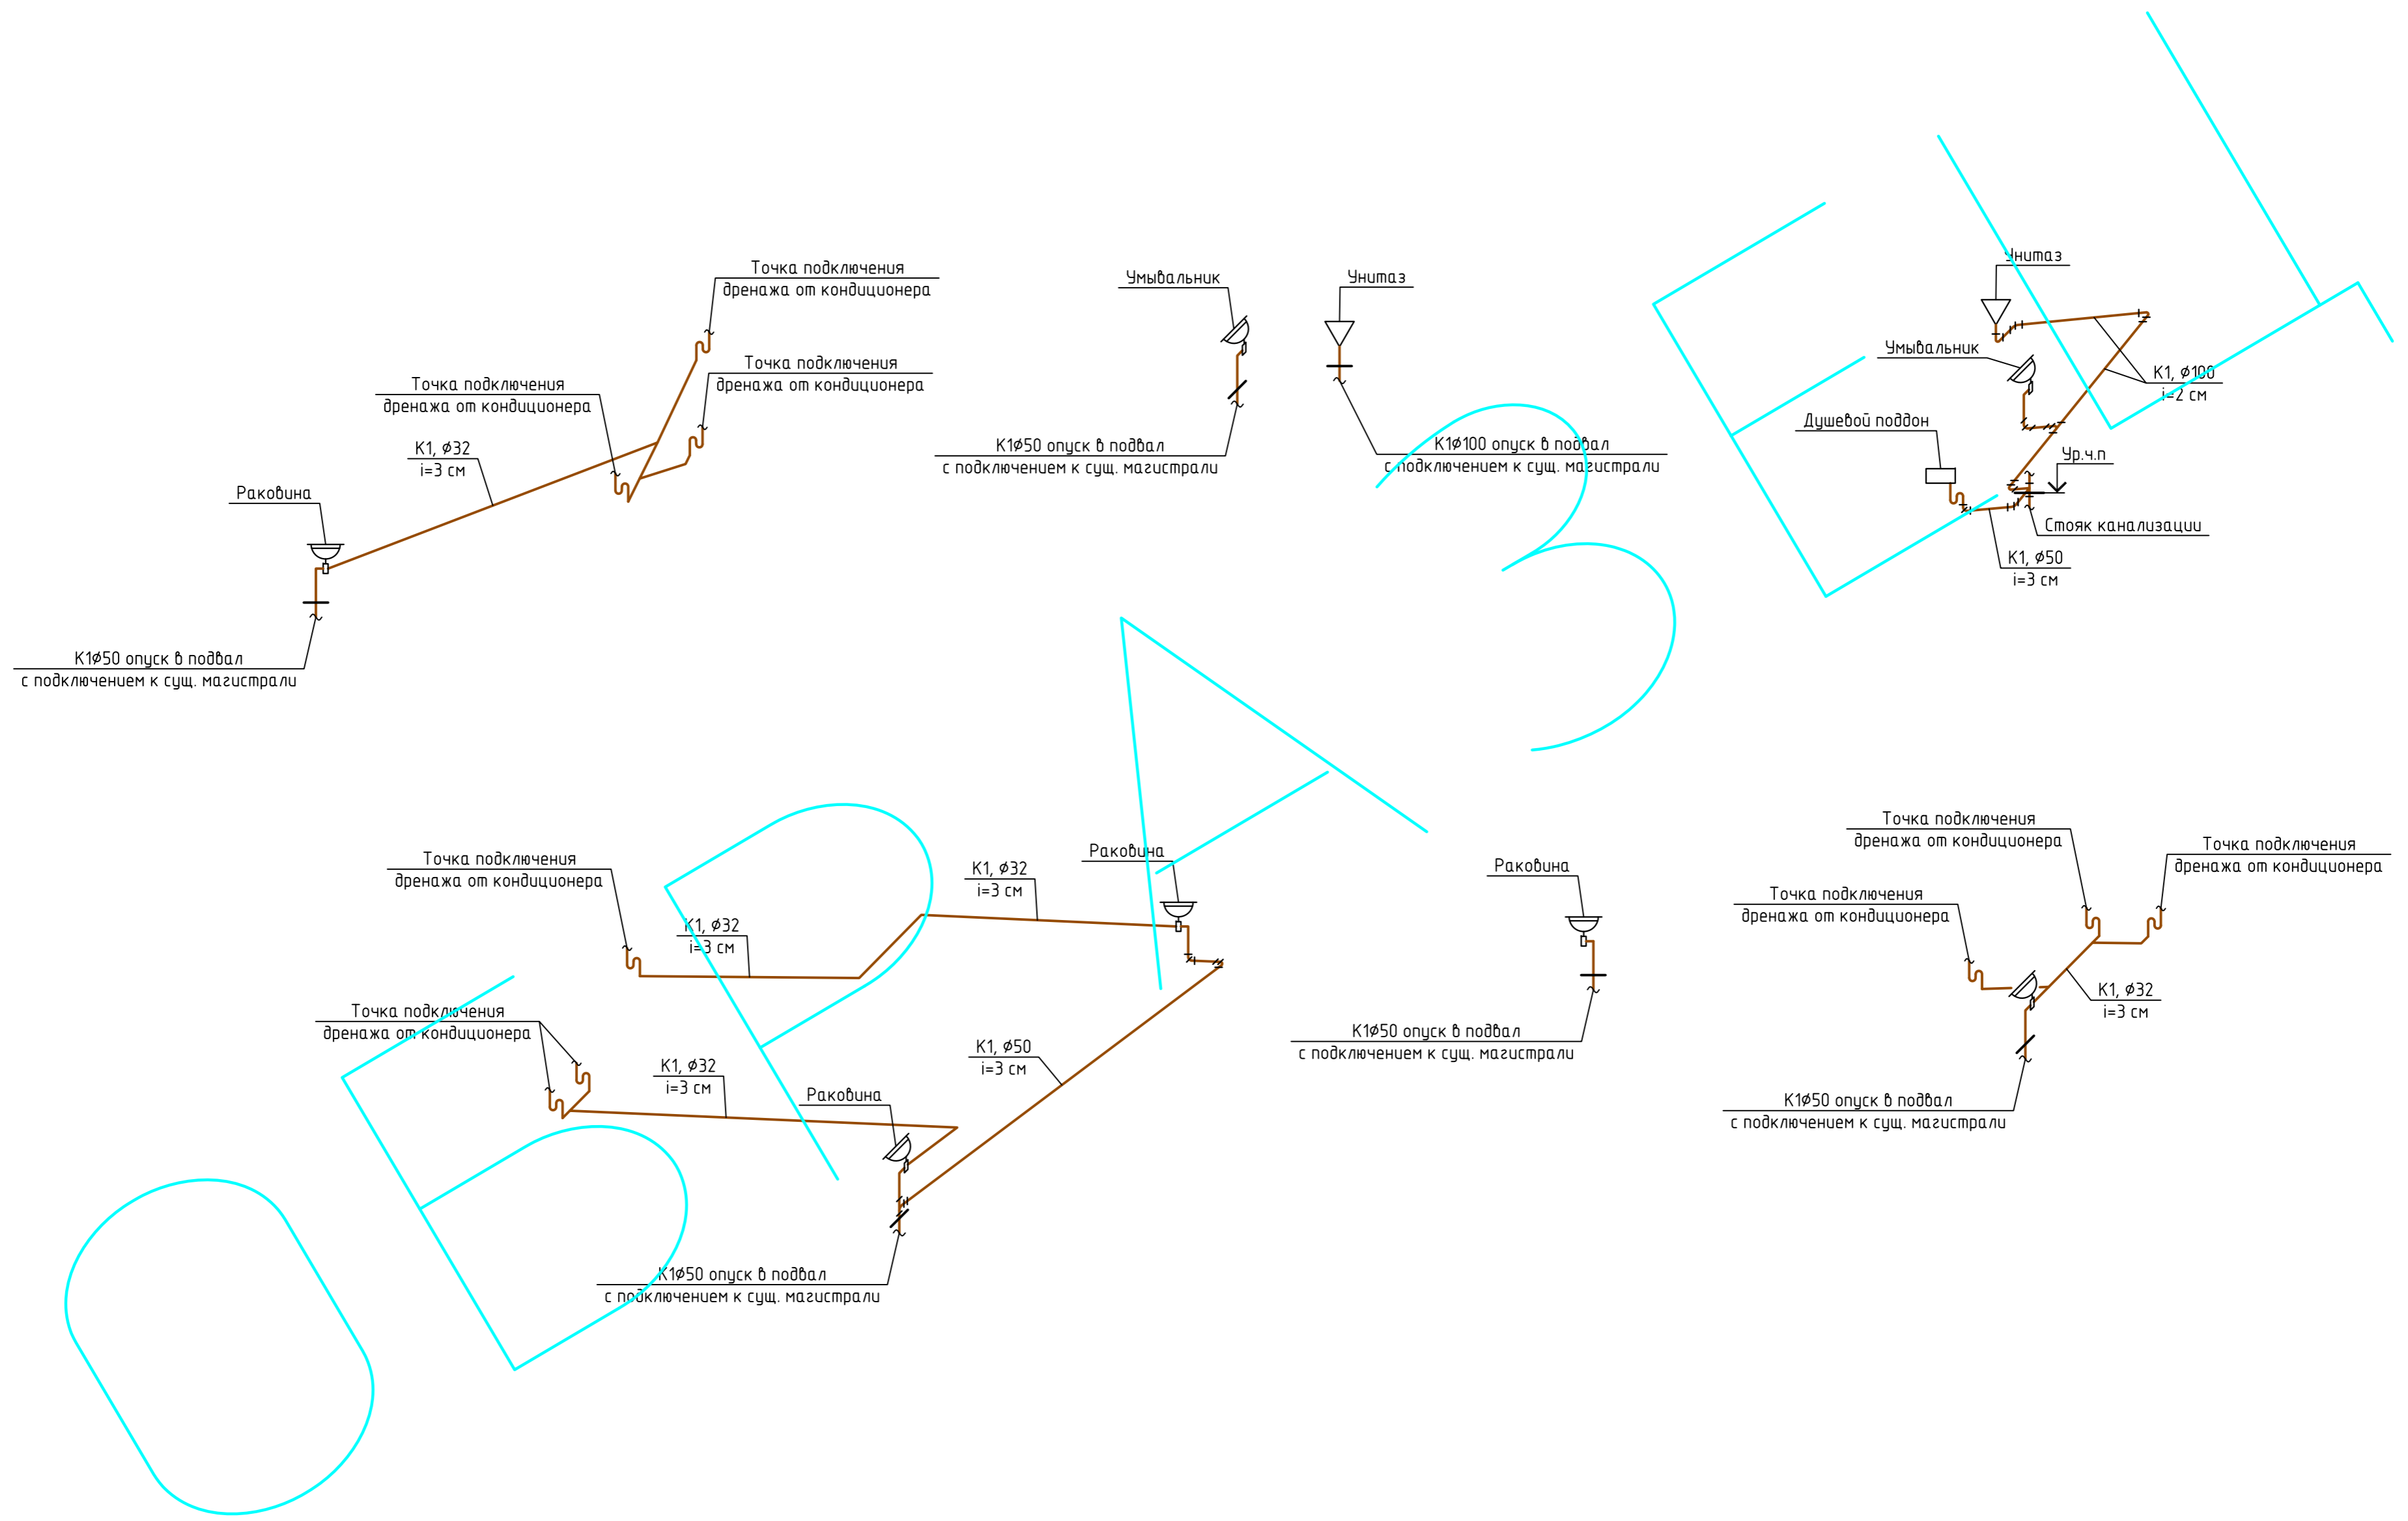 Точка подключения
дренажа от кондиционера
Точка подключения
дренажа от кондиционера
Точка подключения
дренажа от кондиционера
К1, ⌀32
i=3 см
Раковина
К1⌀50 опуск в подвал
с подключением к сущ. магистрали
Умывальник
Унитаз
К1⌀50 опуск в подвал
с подключением к сущ. магистрали
К1⌀100 опуск в подвал
с подключением к сущ. магистрали
Унитаз
Умывальник
К1, ⌀100
i=2 см
Душевой поддон
Ур.ч.п
Стояк канализации
К1, ⌀50
i=3 см
Точка подключения
дренажа от кондиционера
К1, ⌀32
i=3 см
К1, ⌀32
i=3 см
Раковина
Точка подключения
дренажа от кондиционера
К1, ⌀32
i=3 см
Раковина
К1, ⌀50
i=3 см
К1⌀50 опуск в подвал
с подключением к сущ. магистрали
Раковина
К1⌀50 опуск в подвал
с подключением к сущ. магистрали
Точка подключения
дренажа от кондиционера
Точка подключения
дренажа от кондиционера
Точка подключения
дренажа от кондиционера
К1, ⌀32
i=3 см
К1⌀50 опуск в подвал
с подключением к сущ. магистрали
ОБРАЗЕЦ